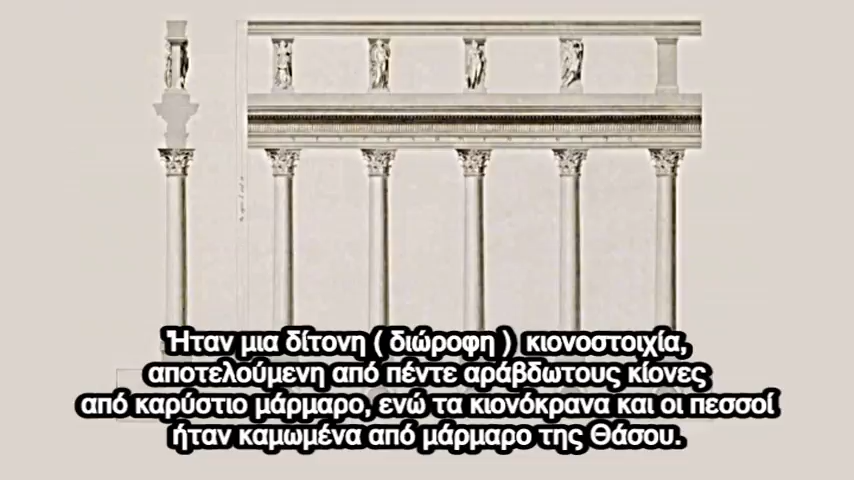 Ήταν μια δίτονη ( διώροφη ) κιονοστοιχία,
αποτελούμενη από πέντε αράβδωτους κίονες
από καρύστιο μάρμαρο, ενώ τα κιονόκρανα και οι πεσσοί
ήταν καμωμένα από μάρμαρο της Θάσου.